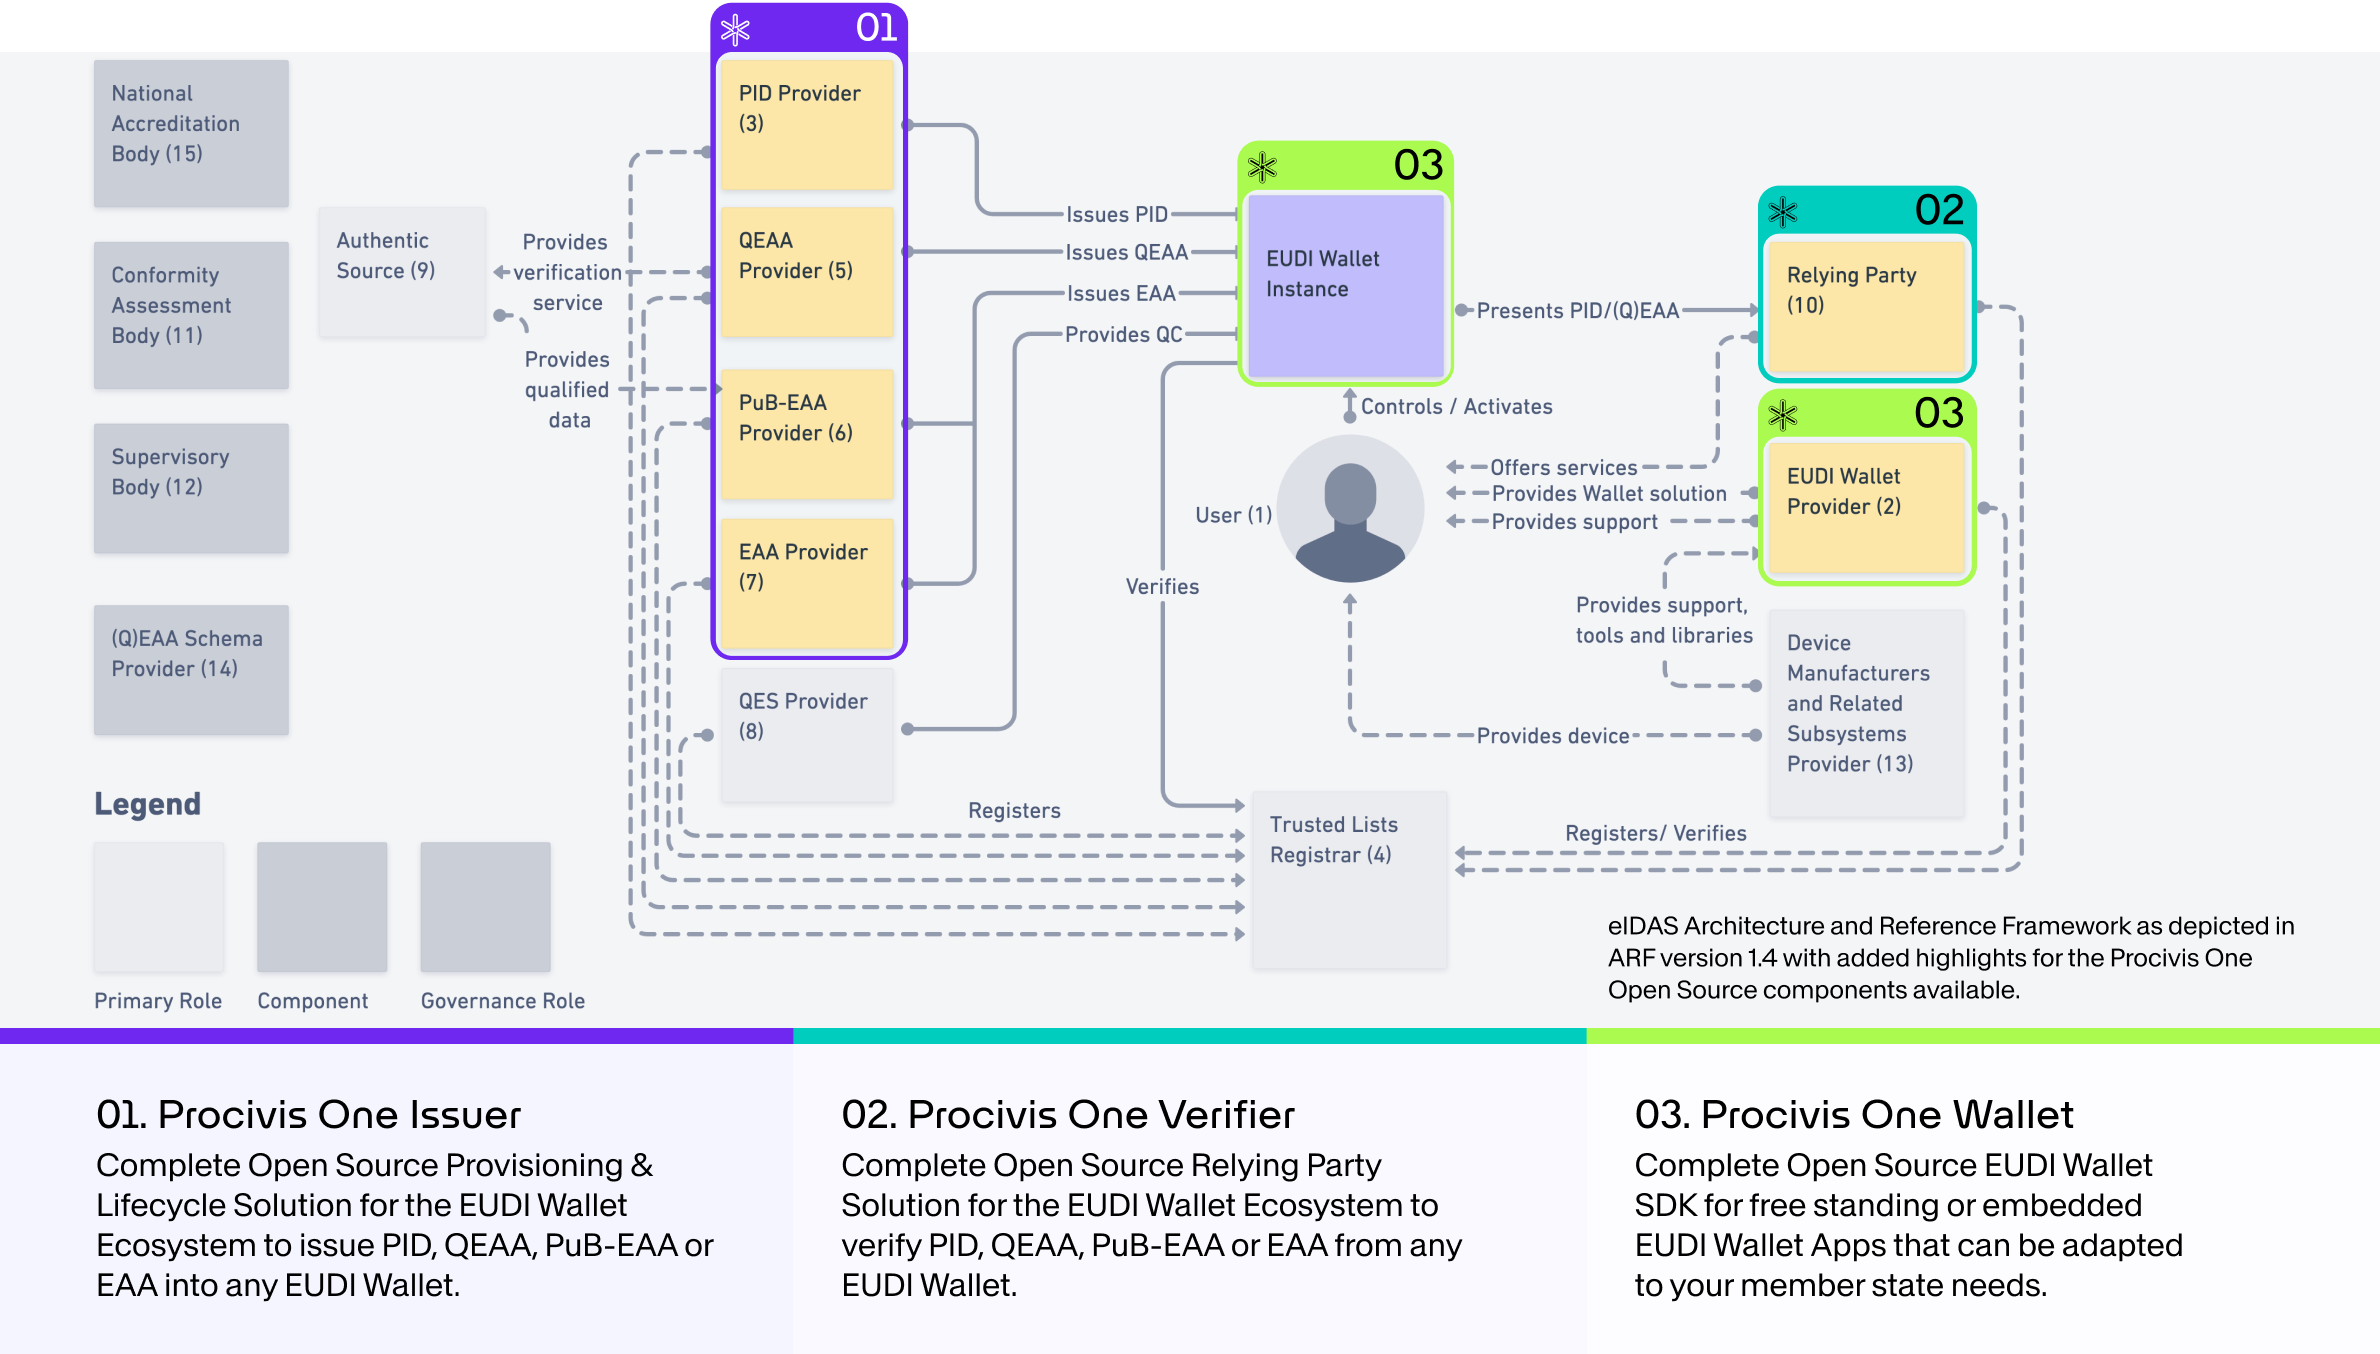 01
National
Accreditation
Body (15)
PID Provider
(3)
03
Authentic
Source (9)
Provides
verification
service
QEAA
Provider (5)
Issues PID
Issues QEAA
Issues EAA
Provides QC
EUDI Wallet
Instance
02
Relying Party
(10)
Conformity
Assessment
Body (11)
Presents PID/(Q)EAA
Provides
qualified
data
PuB-EAA
Provider (6)
Controls / Activates
03
Supervisory
Body (12)
Offers services
Provides Wallet solution
Provides support
EUDI Wallet
Provider (2)
User (1)
EAA Provider
(7)
Verifies
Provides support,
tools and libraries
(Q)EAA Schema
Provider (14)
Device
Manufacturers
and Related
Subsystems
Provider (13)
QES Provider
(8)
Provides device
Legend
Registers
Trusted Lists
Registrar (4)
Registers/ Verifies
Primary Role
Component
Governance Role
eIDAS Architecture and Reference Framework as depicted in
ARF version 1.4 with added highlights for the Procivis One
Open Source components available.
01. Procivis One Issuer
Complete Open Source Provisioning &
Lifecycle Solution for the EUDI Wallet
Ecosystem to issue PID, QEAA, PuB-EAA or
EAA into any EUDI Wallet.
02. Procivis One Verifier
Complete Open Source Relying Party
Solution for the EUDI Wallet Ecosystem to
verify PID, QEAA, PuB-EAA or EAA from any
EUDI Wallet.
03. Procivis One Wallet
Complete Open Source EUDI Wallet
SDK for free standing or embedded
EUDI Wallet Apps that can be adapted
to your member state needs.